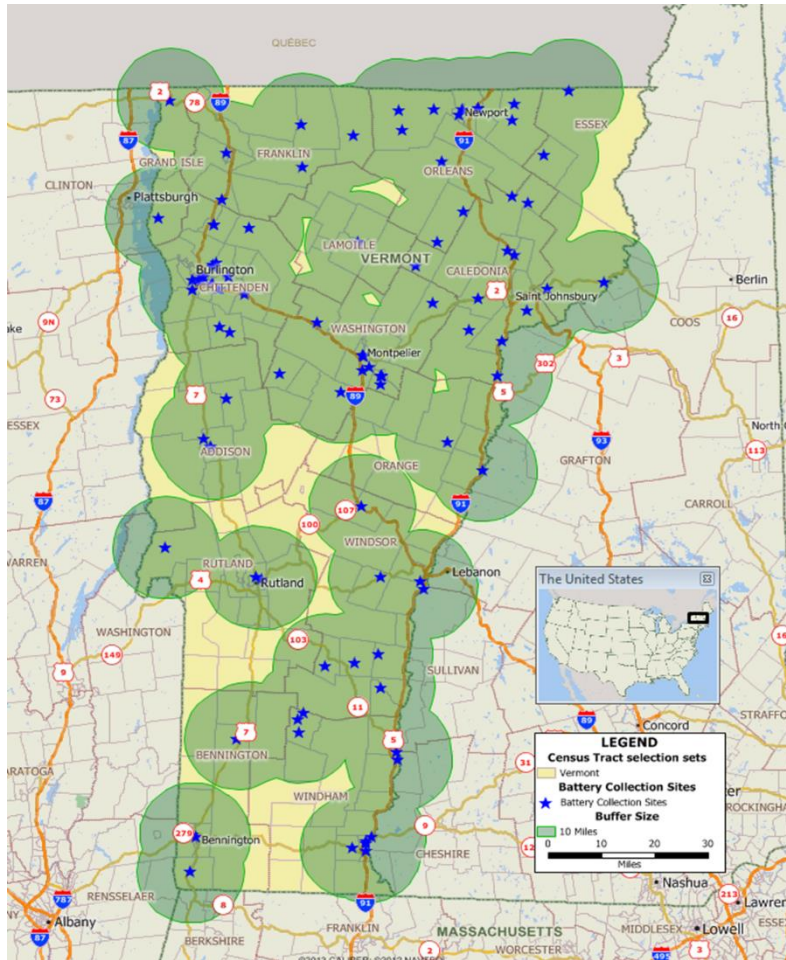 QUÉBEC
2
78
89
Newport
ESSEX
87
91
GRAND ISLE
FRANKLIN
ORLEANS
CLINTON
Plattsburgh
LAMOILLE
VERMONT
Burlington
CALEDONIA
Berlin
CHITTENDEN
2
Saint Johnsbury
16
COOS
9N
WASHINGTON
Montpelier
302
3
7
89
5
73
ESSEX
93
113
ADDISON
ORANGE
GRAFTON
87
107
91
CARROLL
100
WINDSOR
RUTLAND
Lebanon
4
Rutland
The United States
WASHINGTON
103
149
9
SULLIVAN
11
89
Concord
7
5
BENNINGTON
31
LEGEND
Census Tract selection sets
Vermont
Battery Collection Sites
Battery Collection Sites
Buffer Size
10 Miles
0 10 20 30
Miles
WINDHAM
279
Bennington
9
CHESHIRE
RENSSELAER
Nashua
787
8
91
213
Albany
FRANKLIN
MASSACHUSETTS
MIDDLESEX
Lowell
87
BERKSHIRE
2
WORCESTER
495
3